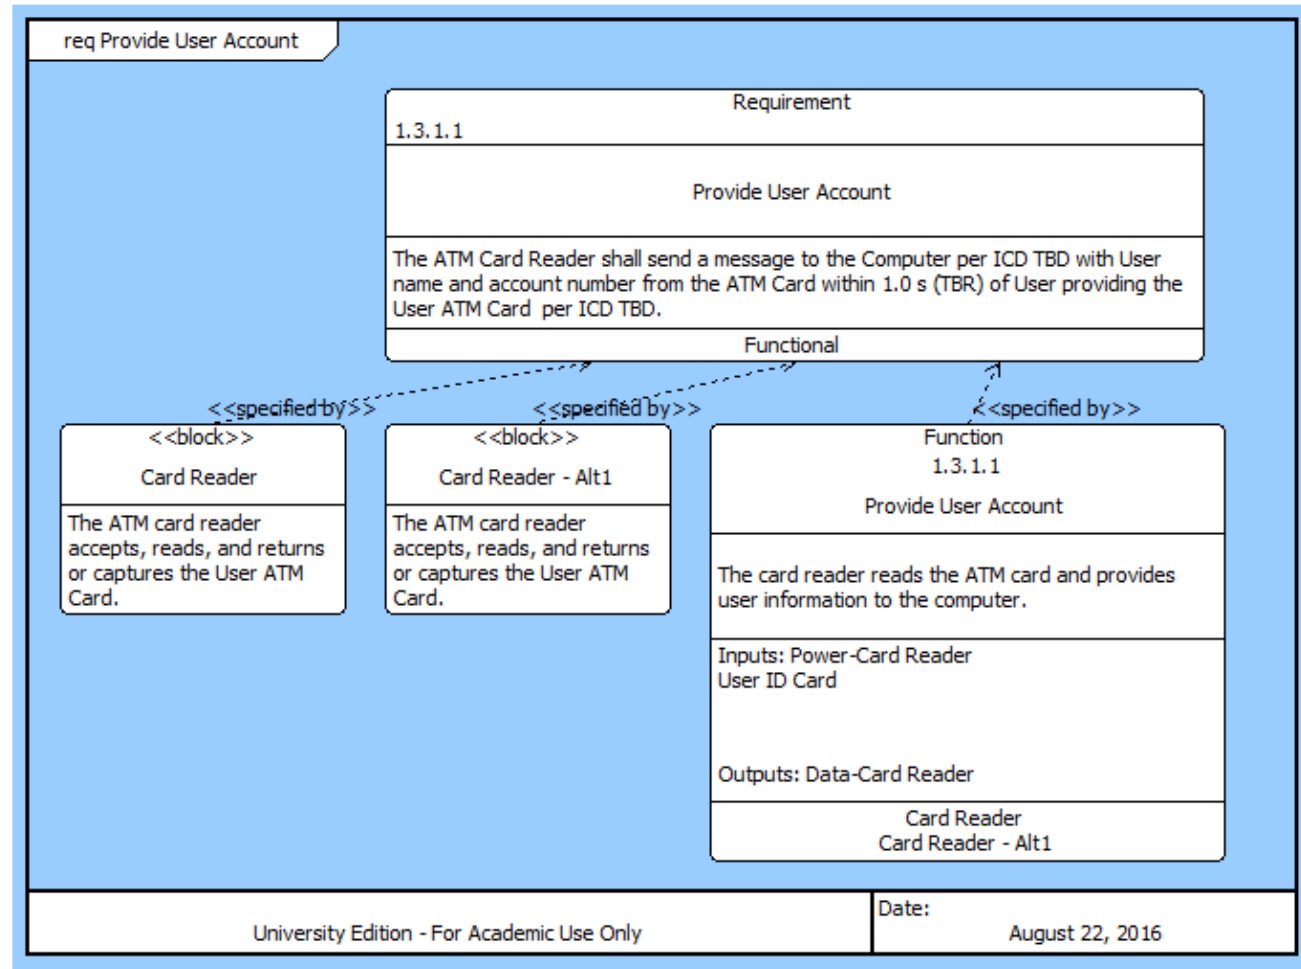 req Provide User Account
Requirement
1.3.1.1
Provide User Account
The ATM Card Reader shall send a message to the Computer per ICD TBD with User
name and account number from the ATM Card within 1.0 s (TBR) of User providing the
User ATM Card  per ICD TBD.
Functional
<<specified by>>
<<specified by>>
<<specified by>>
<<block>>
Card Reader
The ATM card reader
accepts, reads, and returns
or captures the User ATM
Card.
<<block>>
Card Reader - Alt1
The ATM card reader
accepts, reads, and returns
or captures the User ATM
Card.
Function
1.3.1.1
Provide User Account
The card reader reads the ATM card and provides
user information to the computer.
Inputs: Power-Card Reader
User ID Card
Outputs: Data-Card Reader
Card Reader
Card Reader - Alt1
University Edition - For Academic Use Only
Date:
August 22, 2016